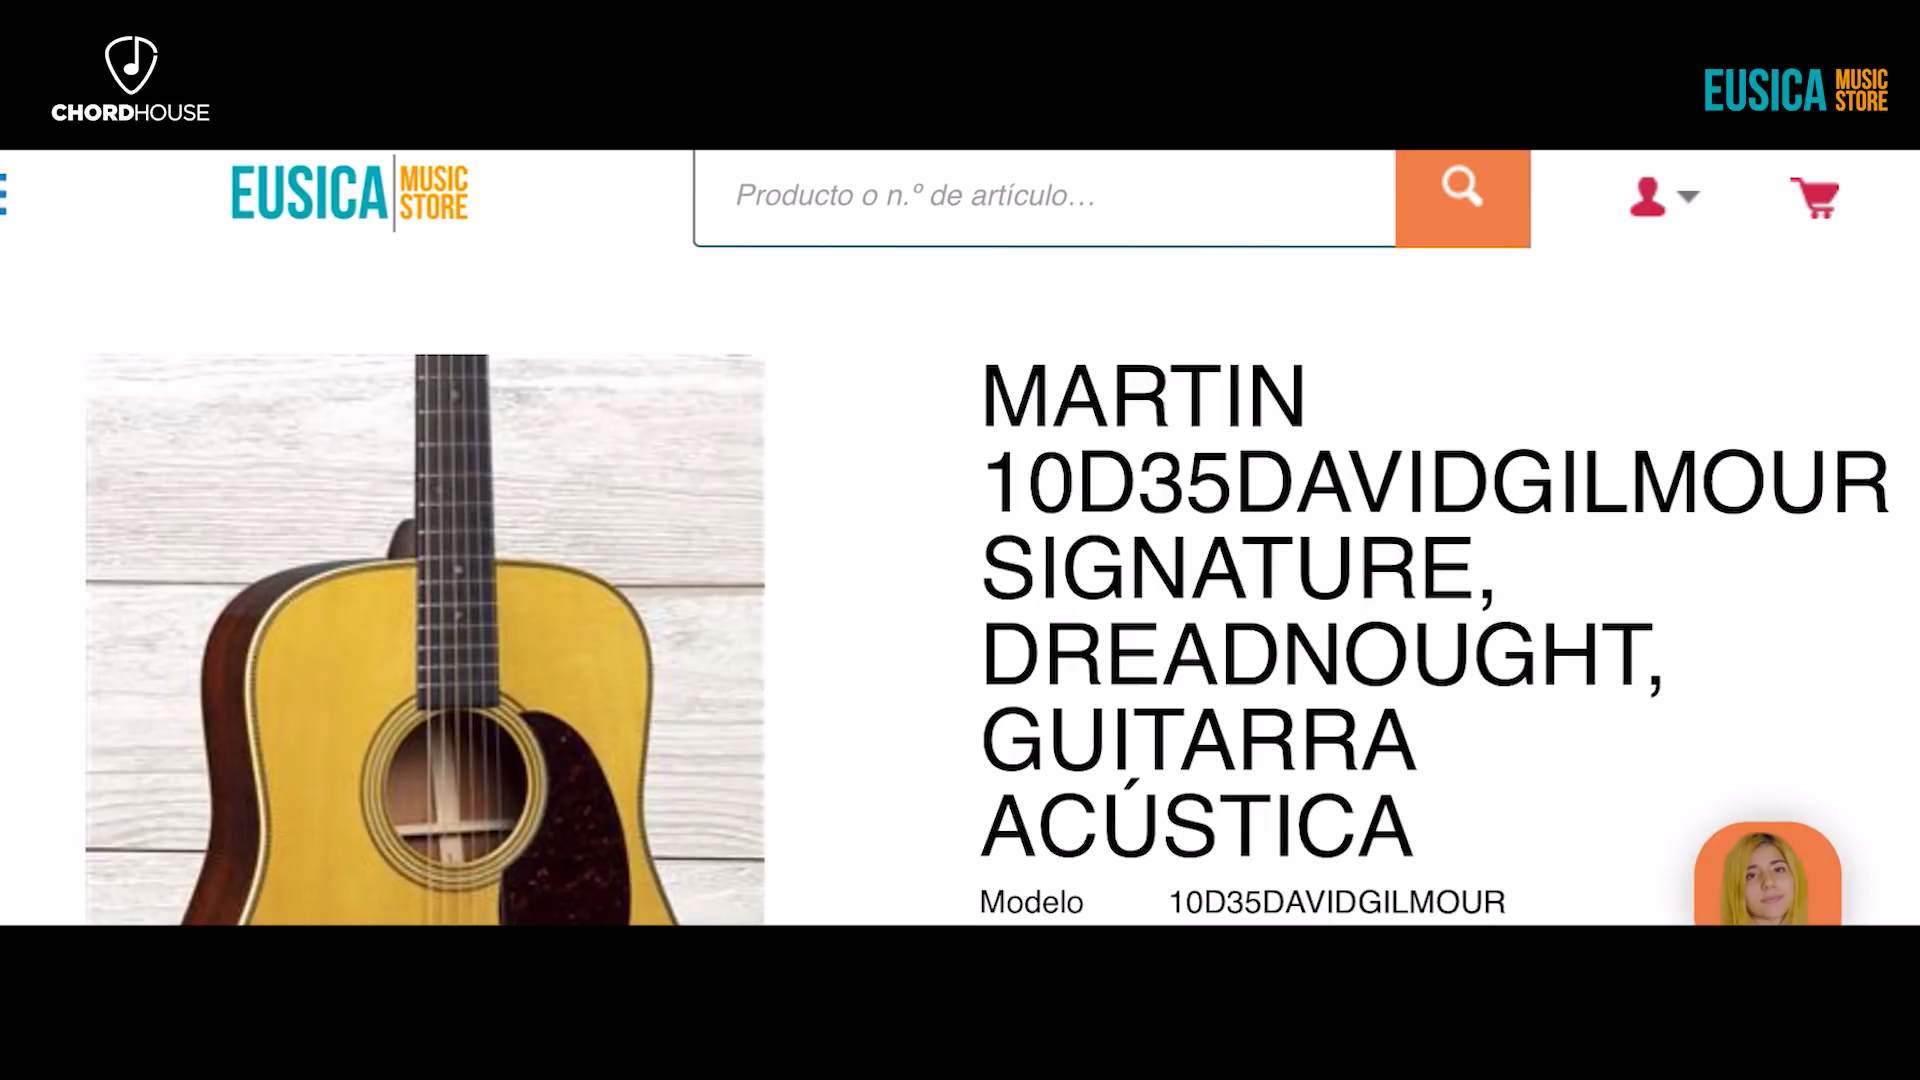 CHORDHOUSE
EUSICA MUSIC STORE
EUSICA MUSIC STORE
Producto o n.º de artículo...
MARTIN
10D35DAVIDGILMOUR
SIGNATURE,
DREADNOUGHT,
GUITARRA
ACÚSTICA
Modelo 10D35DAVIDGILMOUR